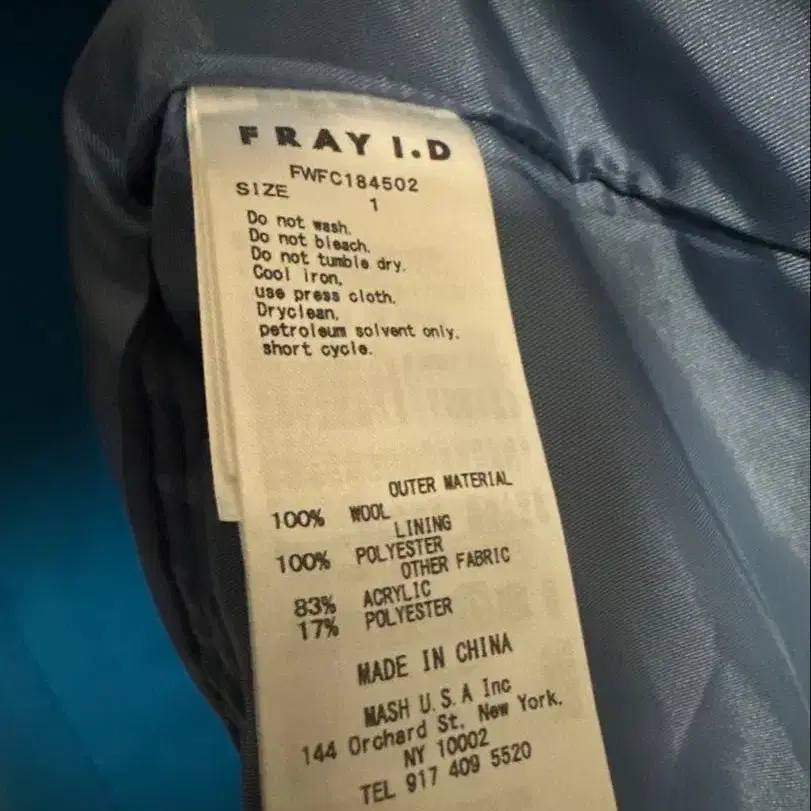 FRAY I.D
FWFC184502
SIZE 1
Do not wash.
Do not bleach.
Do not tumble dry.
Cool iron,
use press cloth.
Dryclean,
petroleum solvent only.
short cycle.
OUTER MATERIAL
100% WOOL
LINING
100% POLYESTER
OTHER FABRIC
83% ACRYLIC
17% POLYESTER
MADE IN CHINA
MASH U.S.A Inc
144 Orchard St. New York.
NY 10002
TEL 917 409 5520